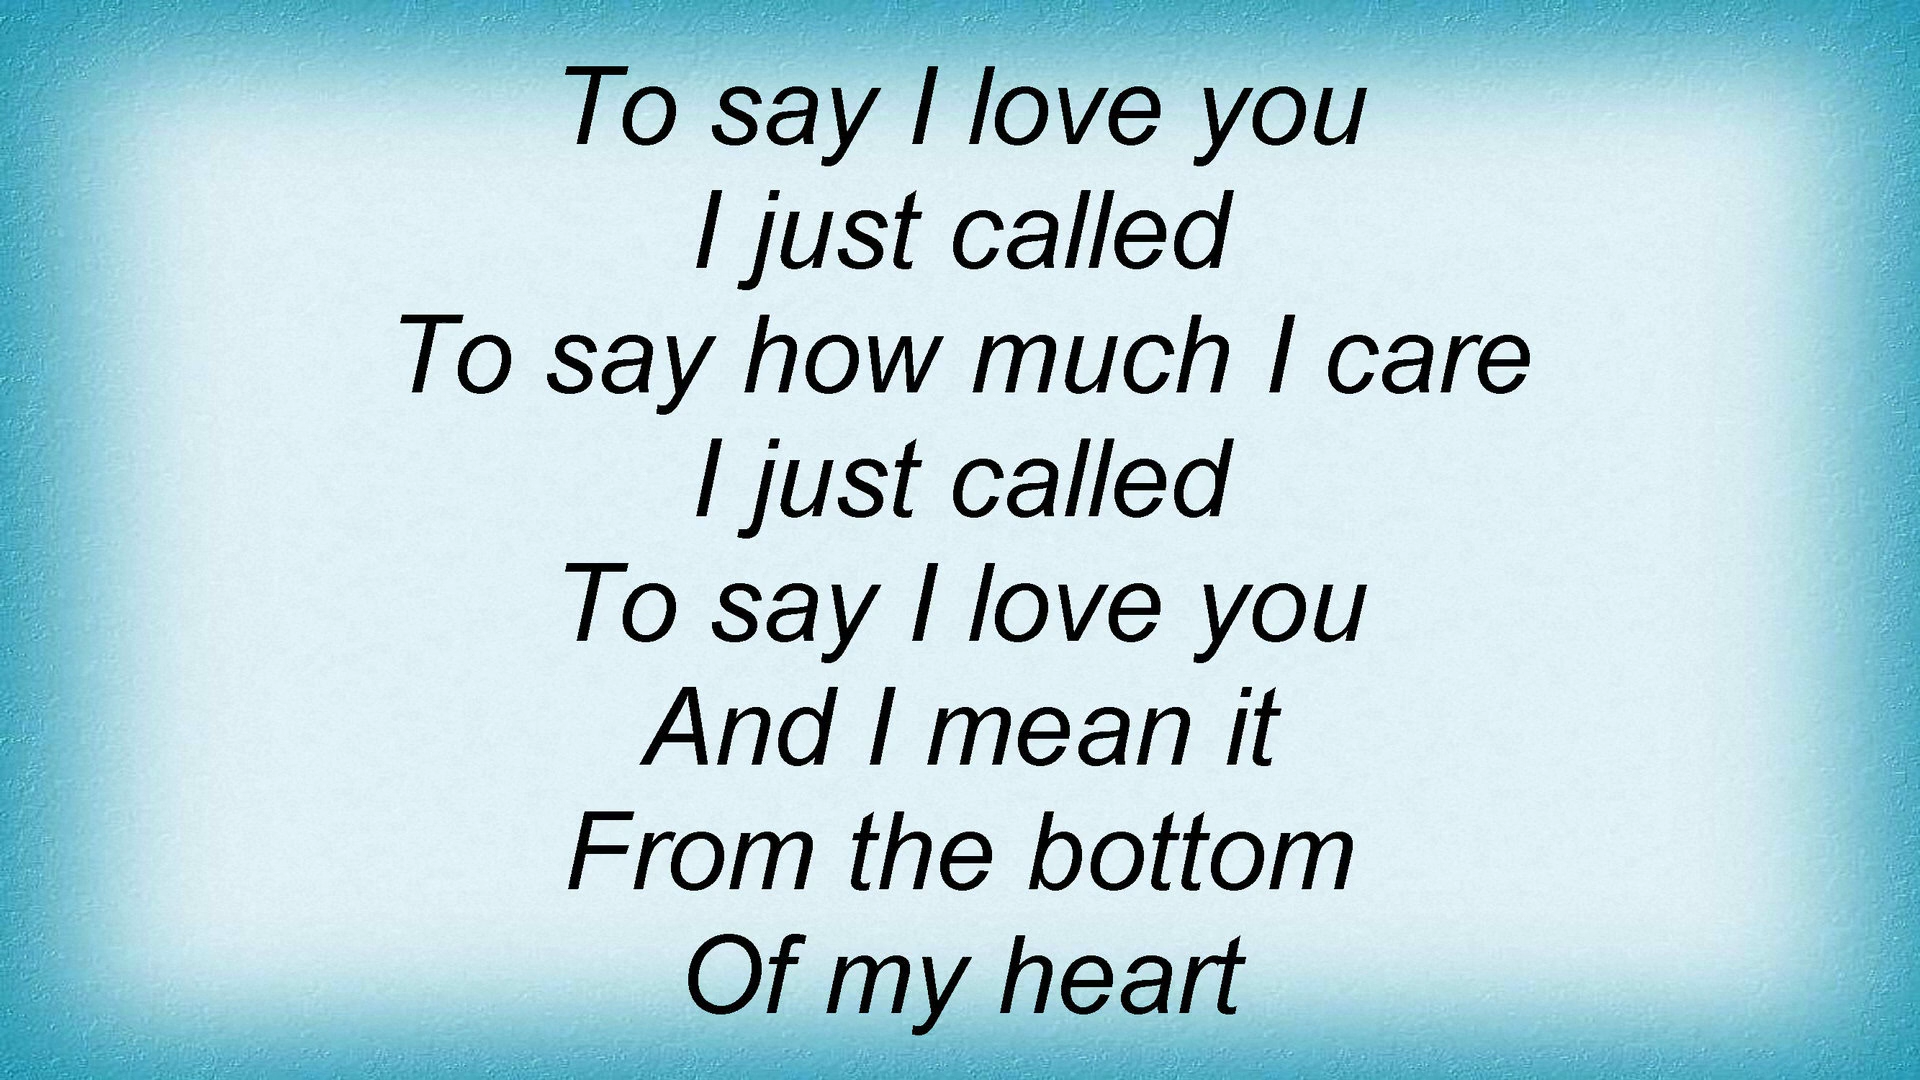 To say I love you
I just called
To say how much I care
I just called
To say I love you
And I mean it
From the bottom
Of my heart